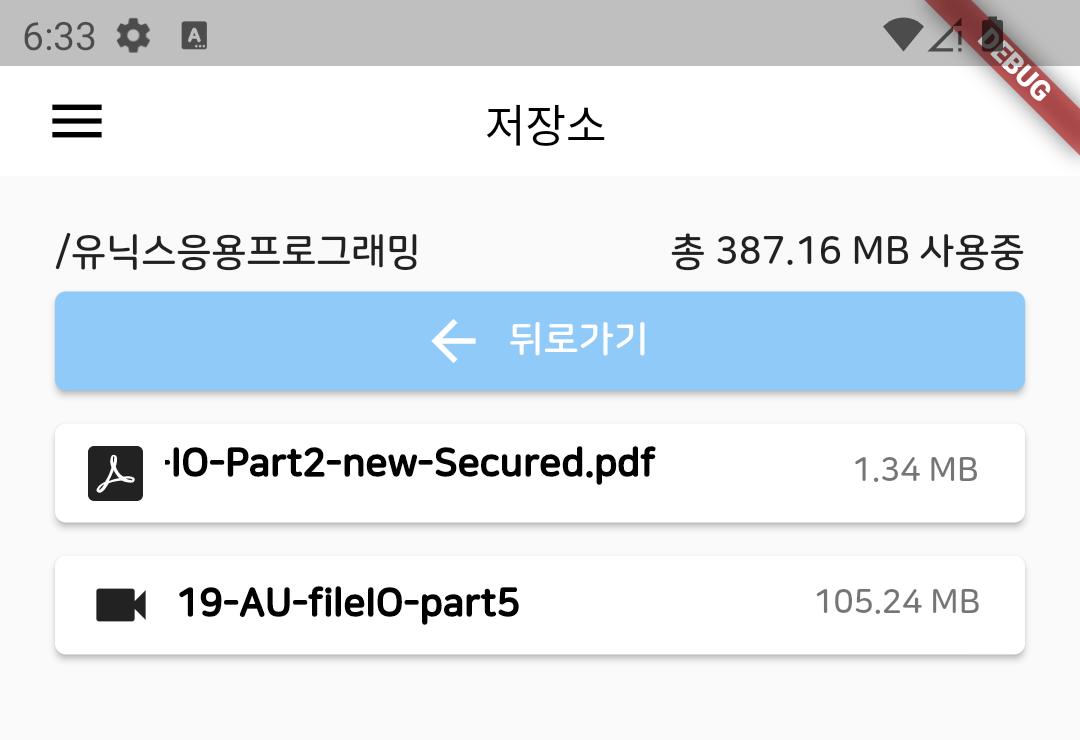 6:33
A
DEBUG
저장소
/유닉스응용프로그래밍
총 387.16 MB 사용중
뒤로가기
-IO-Part2-new-Secured.pdf
1.34 MB
19-AU-fileIO-part5
105.24 MB